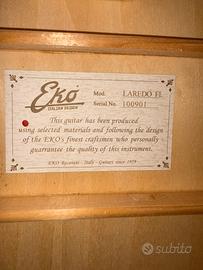 Eko
ITALIAN DESIGN
Mod. LAREDO EL
Serial No. 100901
This guitar has been produced
using selected materials and following the design
of the EKO's finest craftsmen who personally
guarantee the quality of this instrument.
EKO Recanati - Italy - Guitars since 1959
subito